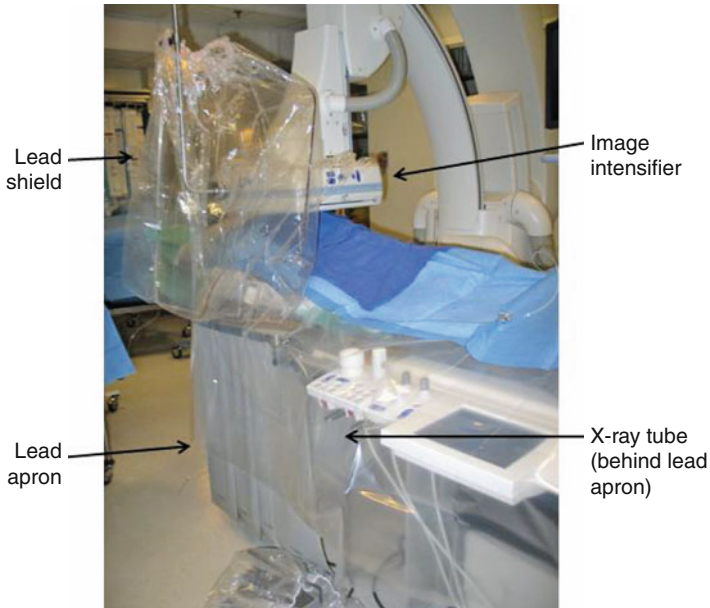 Lead
shield
Image
intensifier
Lead
apron
X-ray tube
(behind lead
apron)